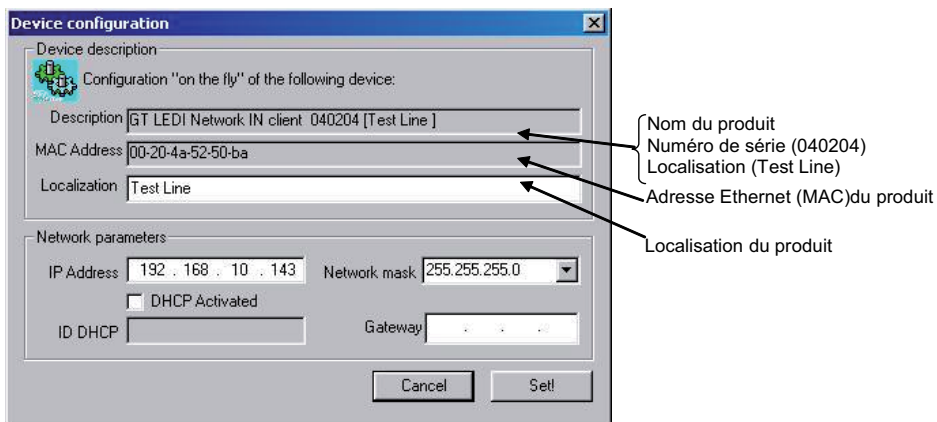 Device configuration
Device description
Configuration "on the fly" of the following device:
Description GT LEDI Network IN client 040204 [Test Line ]
MAC Address 00-20-4a-52-50-ba
Localization Test Line
Nom du produit
Numéro de série (040204)
Localisation (Test Line)
Adresse Ethernet (MAC)du produit
Localisation du produit
Network parameters
IP Address 192 . 168 . 10 . 143 Network mask 255.255.255.0
DHCP Activated
ID DHCP Gateway . . .
Cancel Set!